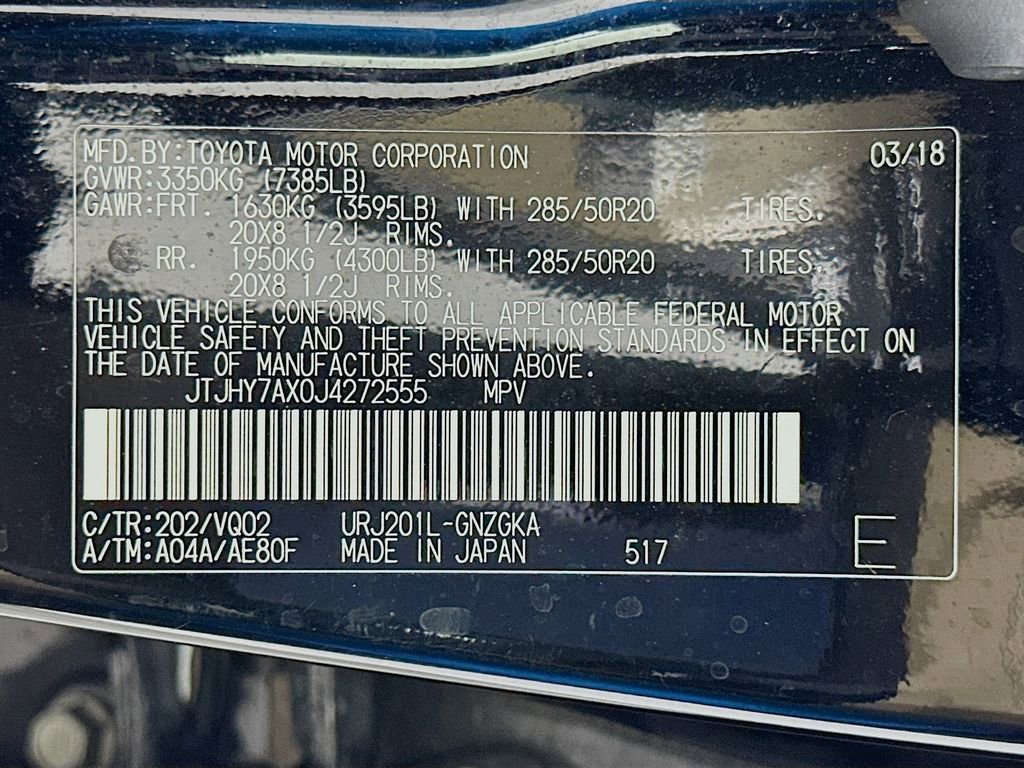 MFD. BY: TOYOTA MOTOR CORPORATION 03/18
GVWR: 3350KG (7385LB)
GAWR: FRT. 1630KG (3595LB) WITH 285/50R20 TIRES.
20X8 1/2J RIMS.
RR. 1950KG (4300LB) WITH 285/50R20 TIRES.
20X8 1/2J RIMS.
THIS VEHICLE CONFORMS TO ALL APPLICABLE FEDERAL MOTOR
VEHICLE SAFETY AND THEFT PREVENTION STANDARDS IN EFFECT ON
THE DATE OF MANUFACTURE SHOWN ABOVE.
JTJHY7AX0J4272555 MPV
C/TR: 202/VQ02 URJ201L-GNZGKA
A/TM: A04A/AE80F MADE IN JAPAN 517 E